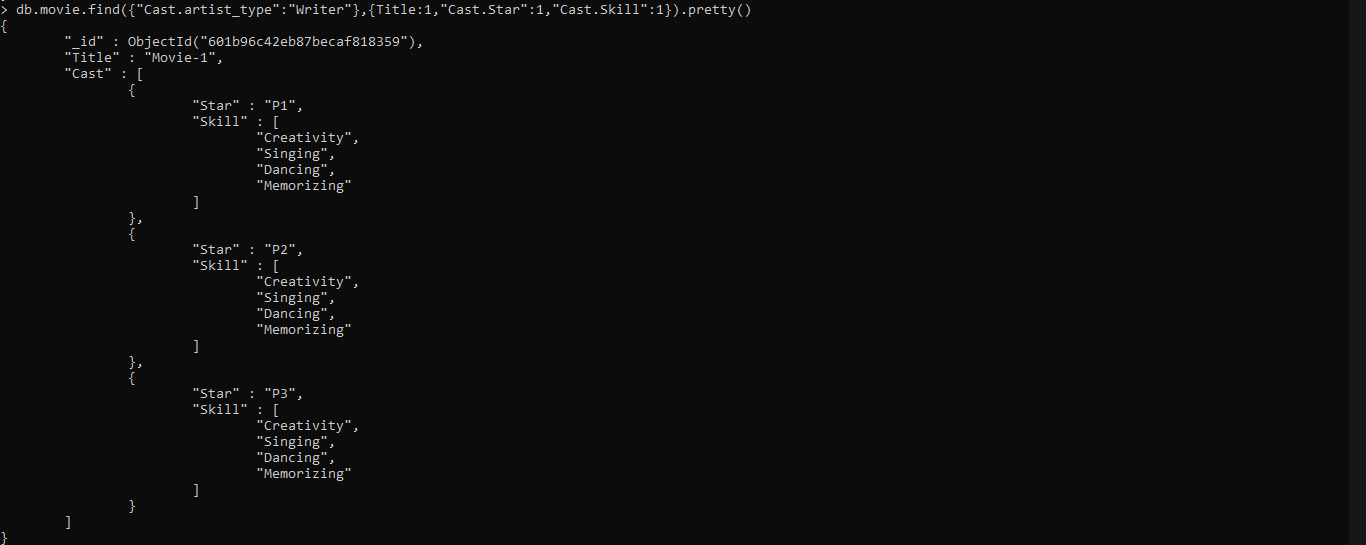 > db.movie.find({"Cast.artist_type":"Writer"},{Title:1,"Cast.Star":1,"Cast.Skill":1}).pretty()
{
        "_id" : ObjectId("601b96c42eb87becaf818359"),
        "Title" : "Movie-1",
        "Cast" : [
                {
                        "Star" : "P1",
                        "Skill" : [
                                "Creativity",
                                "Singing",
                                "Dancing",
                                "Memorizing"
                        ]
                },
                {
                        "Star" : "P2",
                        "Skill" : [
                                "Creativity",
                                "Singing",
                                "Dancing",
                                "Memorizing"
                        ]
                },
                {
                        "Star" : "P3",
                        "Skill" : [
                                "Creativity",
                                "Singing",
                                "Dancing",
                                "Memorizing"
                        ]
                }
        ]
}